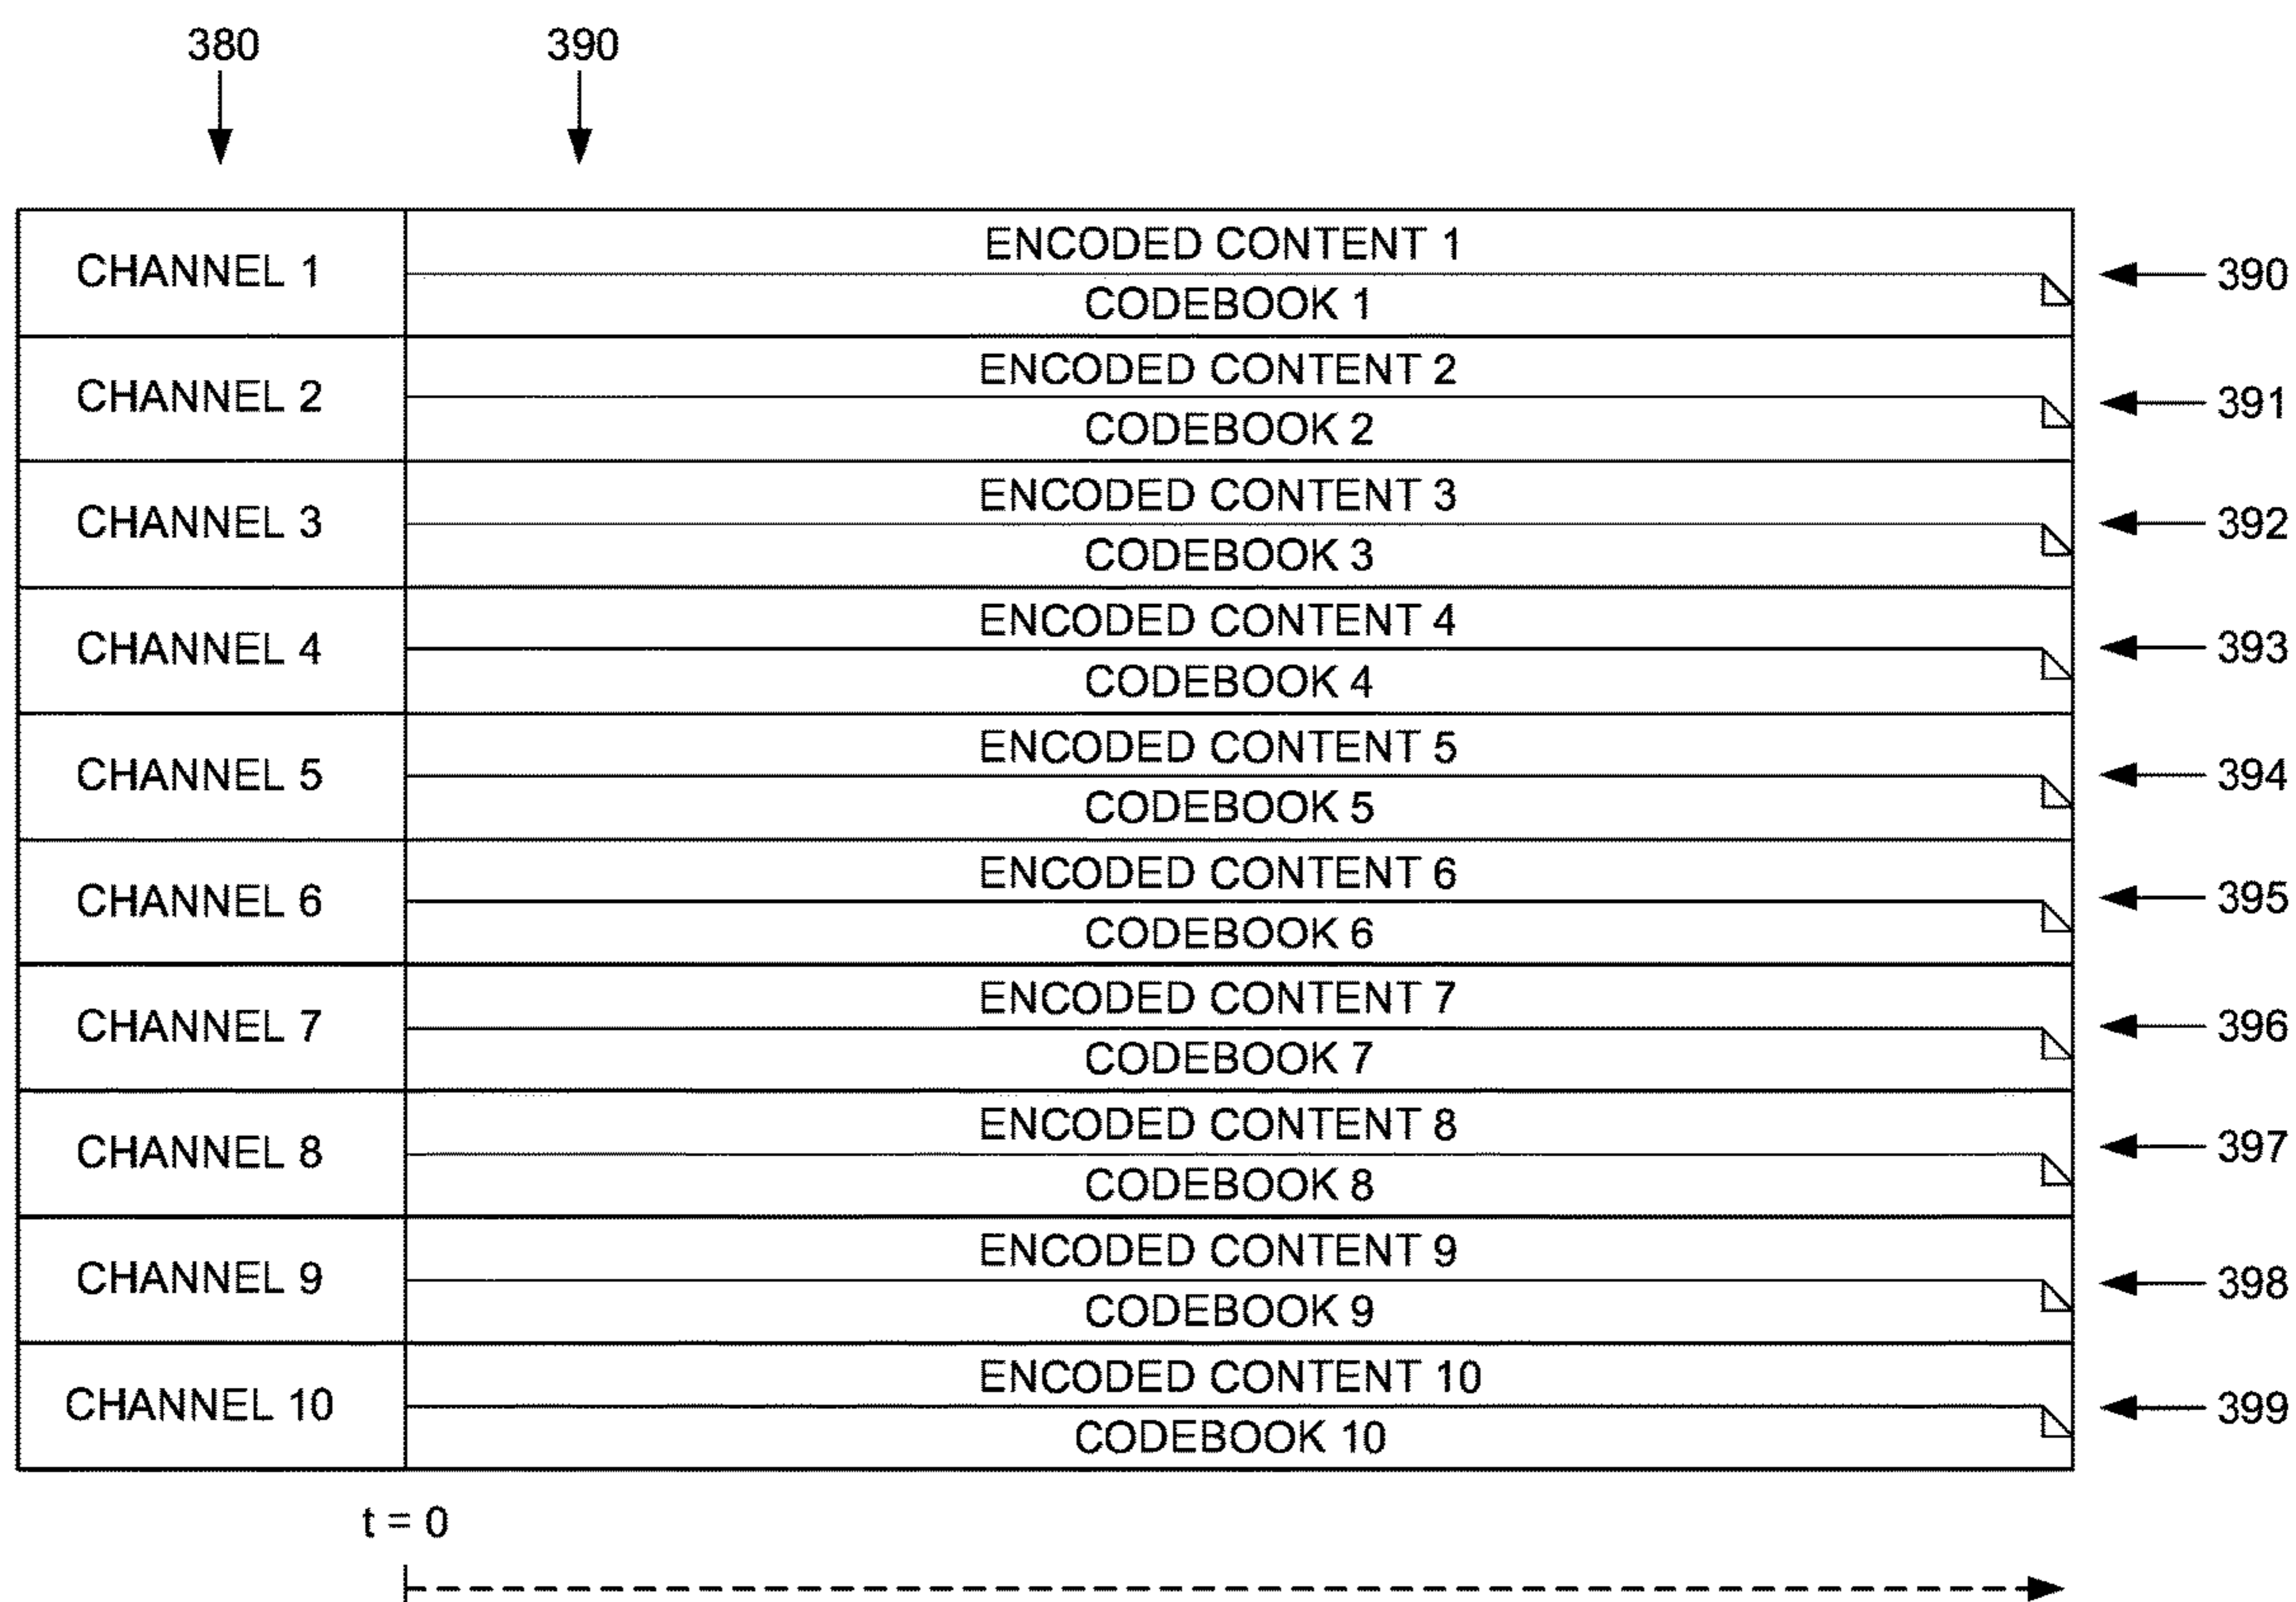 380 390
ENCODED CONTENT 1
CHANNEL 1 390
CODEBOOK 1
ENCODED CONTENT 2
CHANNEL 2 391
CODEBOOK 2
ENCODED CONTENT 3
CHANNEL 3 392
CODEBOOK 3
ENCODED CONTENT 4
CHANNEL 4 393
CODEBOOK 4
ENCODED CONTENT 5
CHANNEL 5 394
CODEBOOK 5
ENCODED CONTENT 6
CHANNEL 6 395
CODEBOOK 6
ENCODED CONTENT 7
CHANNEL 7 396
CODEBOOK 7
ENCODED CONTENT 8
CHANNEL 8 397
CODEBOOK 8
ENCODED CONTENT 9
CHANNEL 9 398
CODEBOOK 9
ENCODED CONTENT 10
CHANNEL 10 399
CODEBOOK 10
t = 0